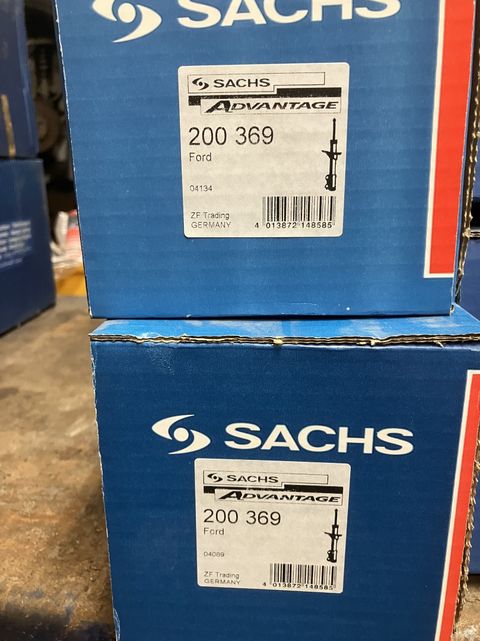 SACHS
SACHS
ADVANTAGE
200 369
Ford
04134
ZF Trading
GERMANY
4 013872 148585
SACHS
SACHS
ADVANTAGE
200 369
Ford
04089
ZF Trading
GERMANY
4 013872 148585